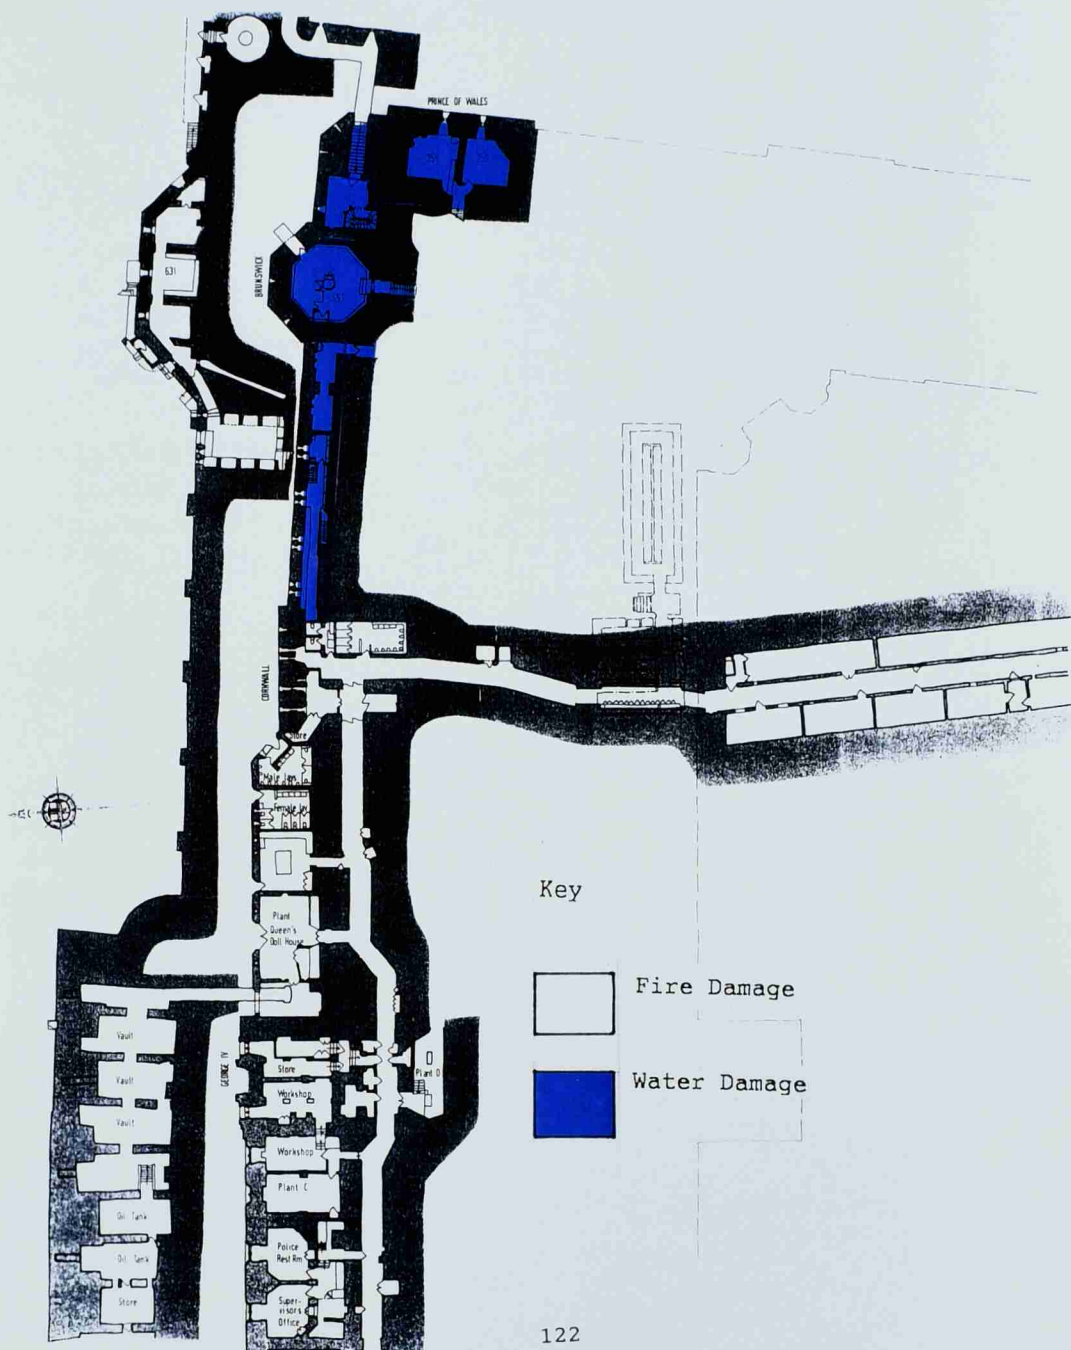 PRINCE OF WALES
631
BRUNSWICK
CORNWALL
Store
Male lav
Female lav
Plant
Queen's
Doll House
Vault
Vault
Vault
Oil Tank
Oil Tank
Store
GEORGE IV
Store
Workshop
Plant D
Workshop
Plant C
Police
Rest Rm
Super-
visors
Office
Key
Fire Damage
Water Damage
122